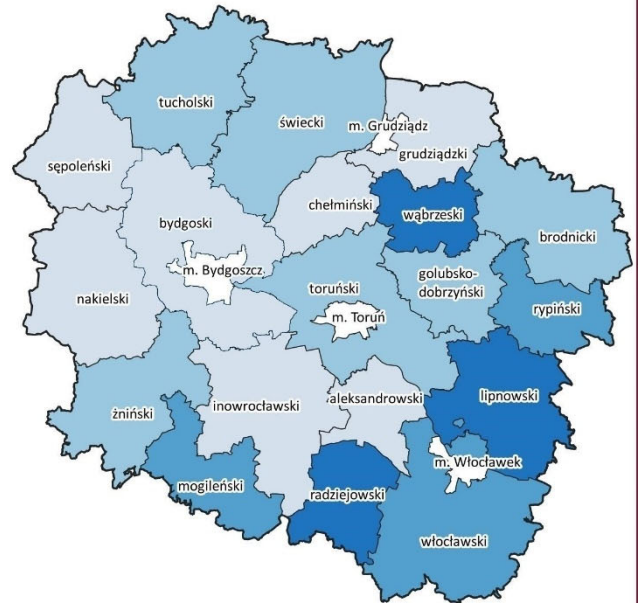 tucholski
świecki
m. Grudziądz
grudziądzki
sępoleński
chełmiński
wąbrzeski
bydgoski
brodnicki
m. Bydgoszcz
golubsko-
dobrzyński
toruński
nakielski
rypiński
m. Toruń
lipnowski
aleksandrowski
inowrocławski
żniński
m. Włocławek
mogileński
radziejowski
włocławski